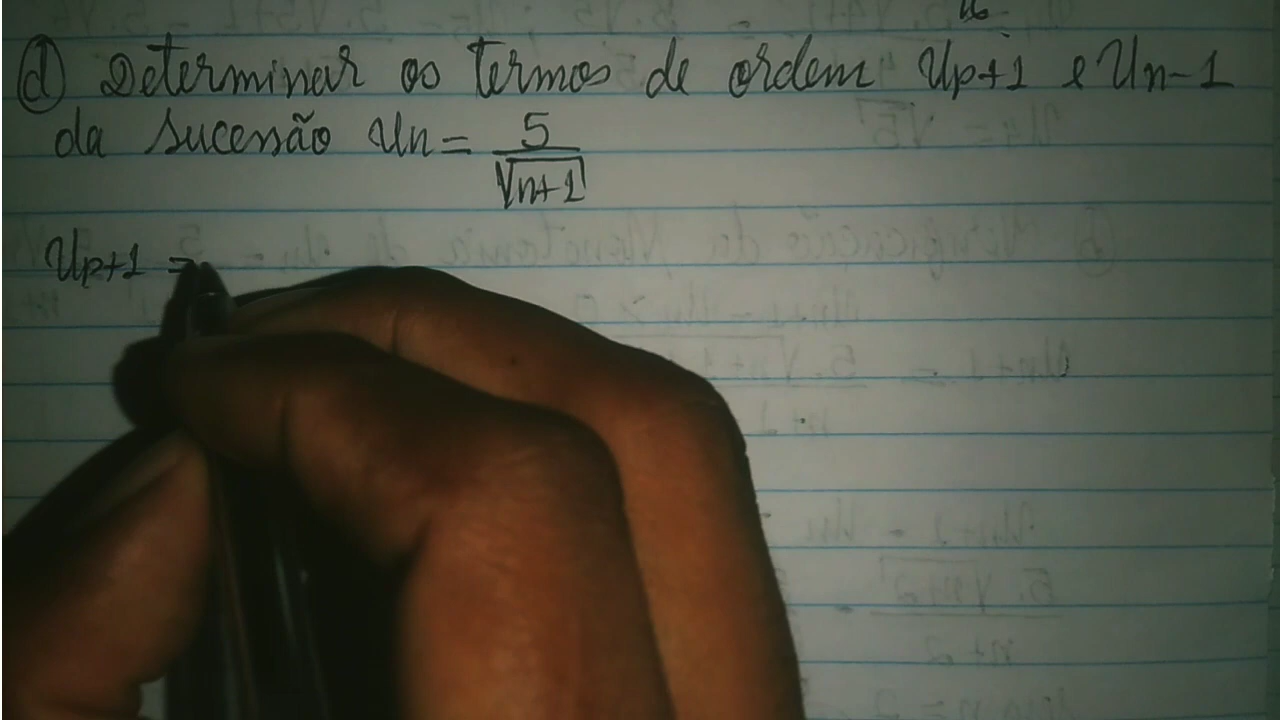 d) Determinar os termos de ordem Up+1 e Un-1
da sucessão Un = 5/√n+1
Up+1 =